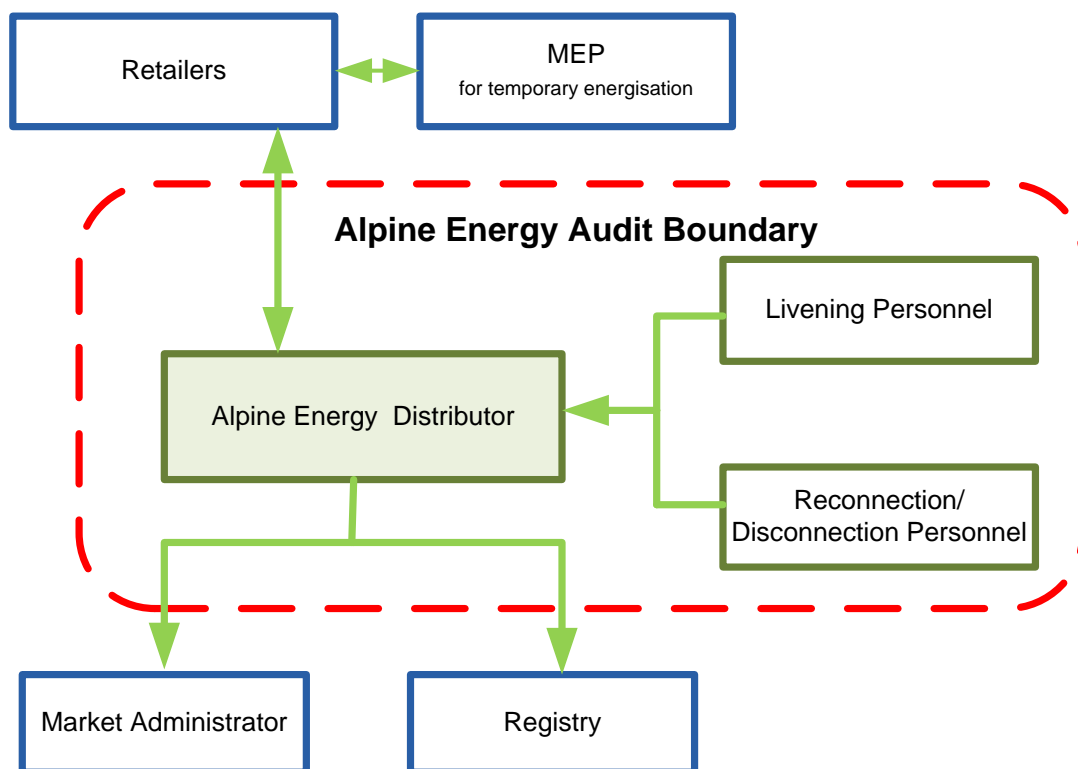 Retailers
MEP
for temporary energisation
Alpine Energy Audit Boundary
Livening Personnel
Alpine Energy  Distributor
Reconnection/
Disconnection Personnel
Market Administrator
Registry